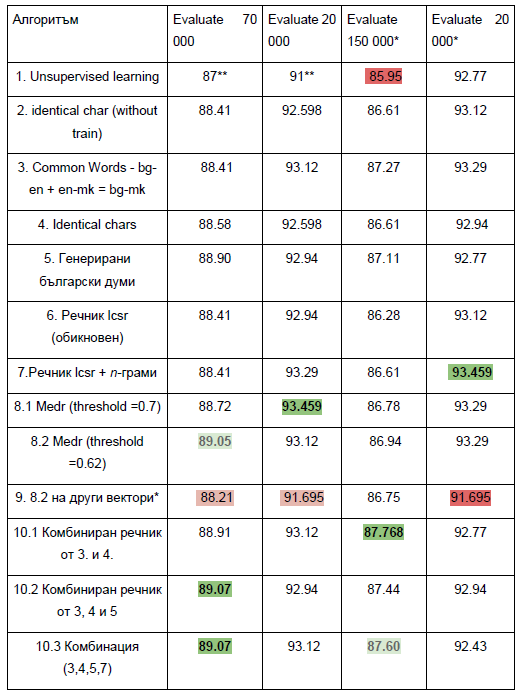 Алгоритъм Evaluate 70 000 Evaluate 20 000 Evaluate 150 000* Evaluate 20 000*
1. Unsupervised learning 87** 91** 85.95 92.77
2. identical char (without train) 88.41 92.598 86.61 93.12
3. Common Words - bg-en + en-mk = bg-mk 88.41 93.12 87.27 93.29
4. Identical chars 88.58 92.598 86.61 92.94
5. Генерирани български думи 88.90 92.94 87.11 92.77
6. Речник lcsr (обикновен) 88.41 92.94 86.28 93.12
7.Речник lcsr + n-грами 88.41 93.29 86.61 93.459
8.1 Medr (threshold =0.7) 88.72 93.459 86.78 93.29
8.2 Medr (threshold =0.62) 89.05 93.12 86.94 93.29
9. 8.2 на други вектори* 88.21 91.695 86.75 91.695
10.1 Комбиниран речник от 3. и 4. 88.91 93.12 87.768 92.77
10.2 Комбиниран речник от 3, 4 и 5 89.07 92.94 87.44 92.94
10.3 Комбинация (3,4,5,7) 89.07 93.12 87.60 92.43